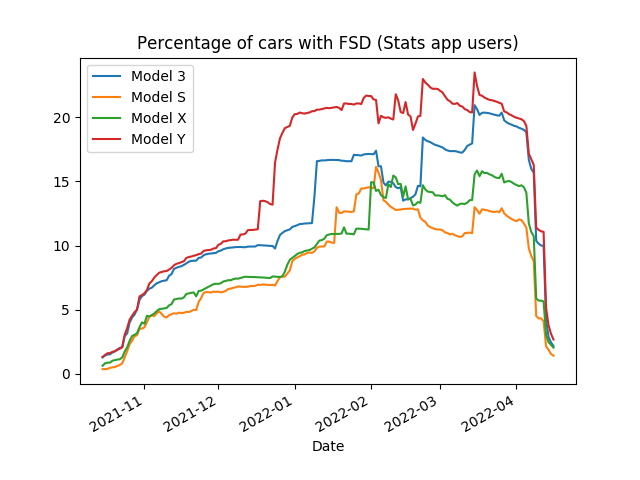 Percentage of cars with FSD (Stats app users)
Model 3
Model S
Model X
Model Y
20
15
10
5
0
2021-11
2021-12
2022-01
2022-02
2022-03
2022-04
Date